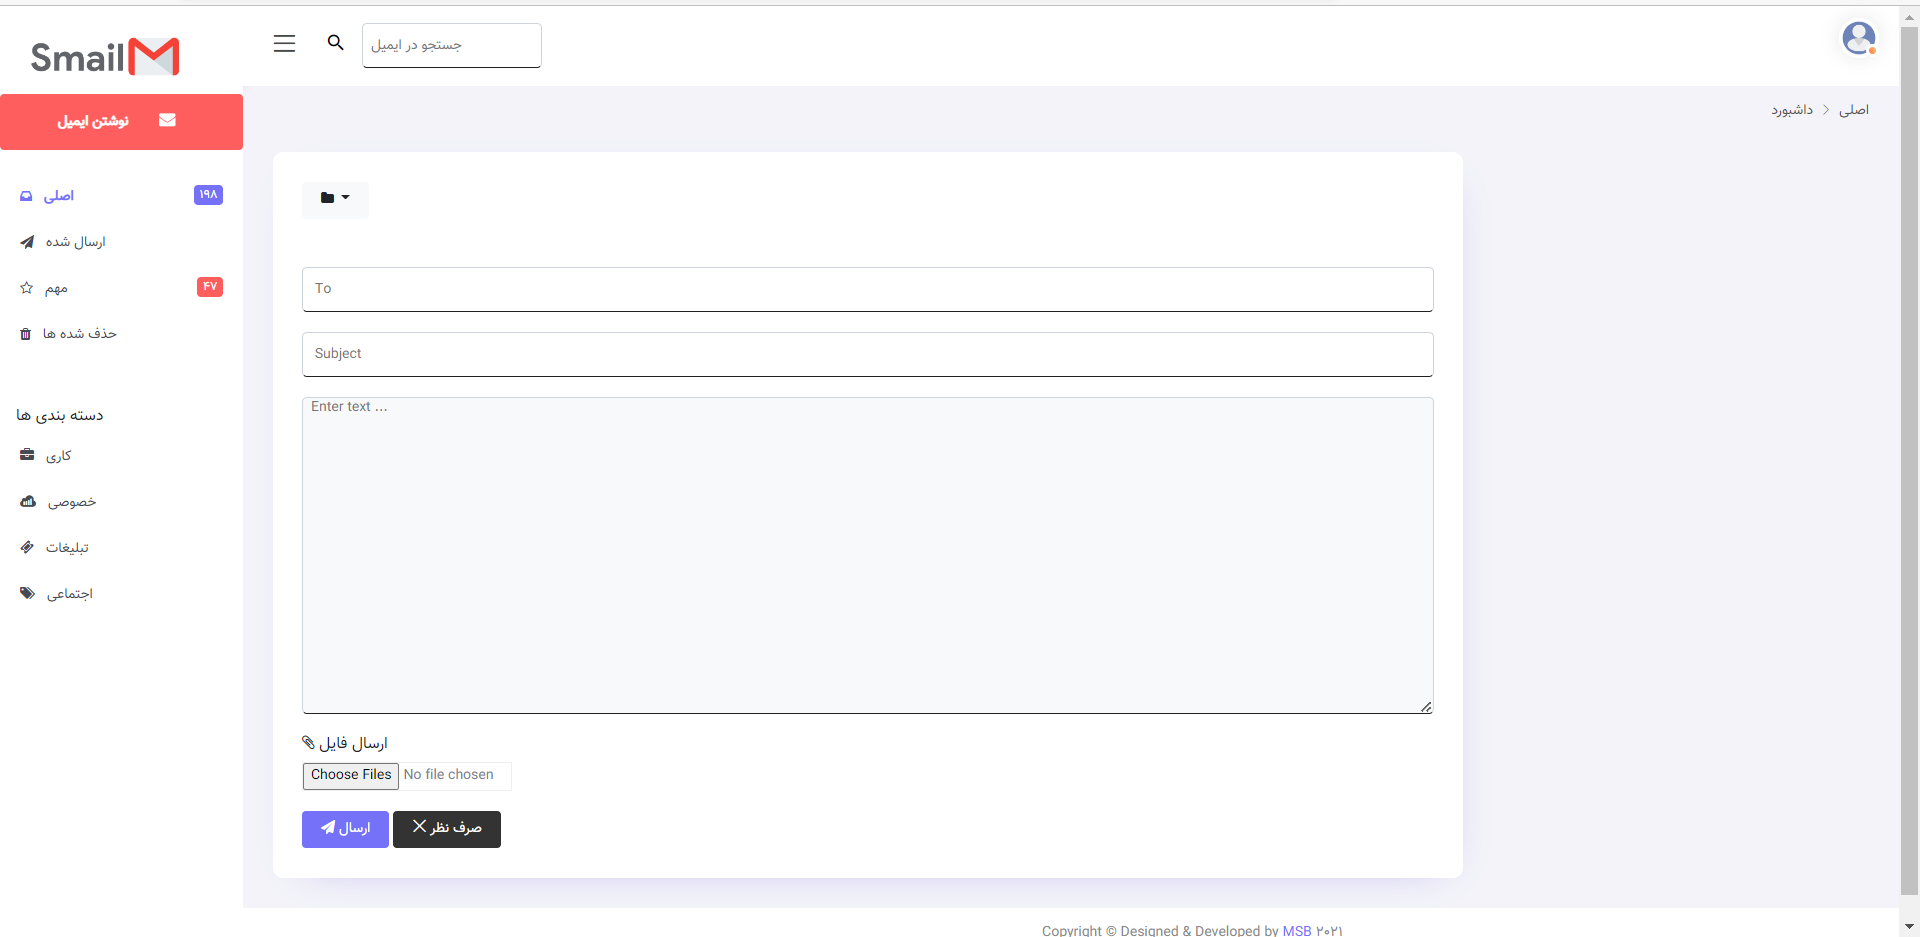 Smail
جستجو در ایمیل
اصلی
داشبورد
نوشتن ایمیل
اصلی ۱۹۸
ارسال شده
مهم ۴۷
حذف شده ها
دسته بندی ها
کاری
خصوصی
تبلیغات
اجتماعی
To
Subject
Enter text ...
ارسال فایل
Choose Files No file chosen
ارسال
صرف نظر
Copyright © Designed & Developed by MSB ۲۰۲۱